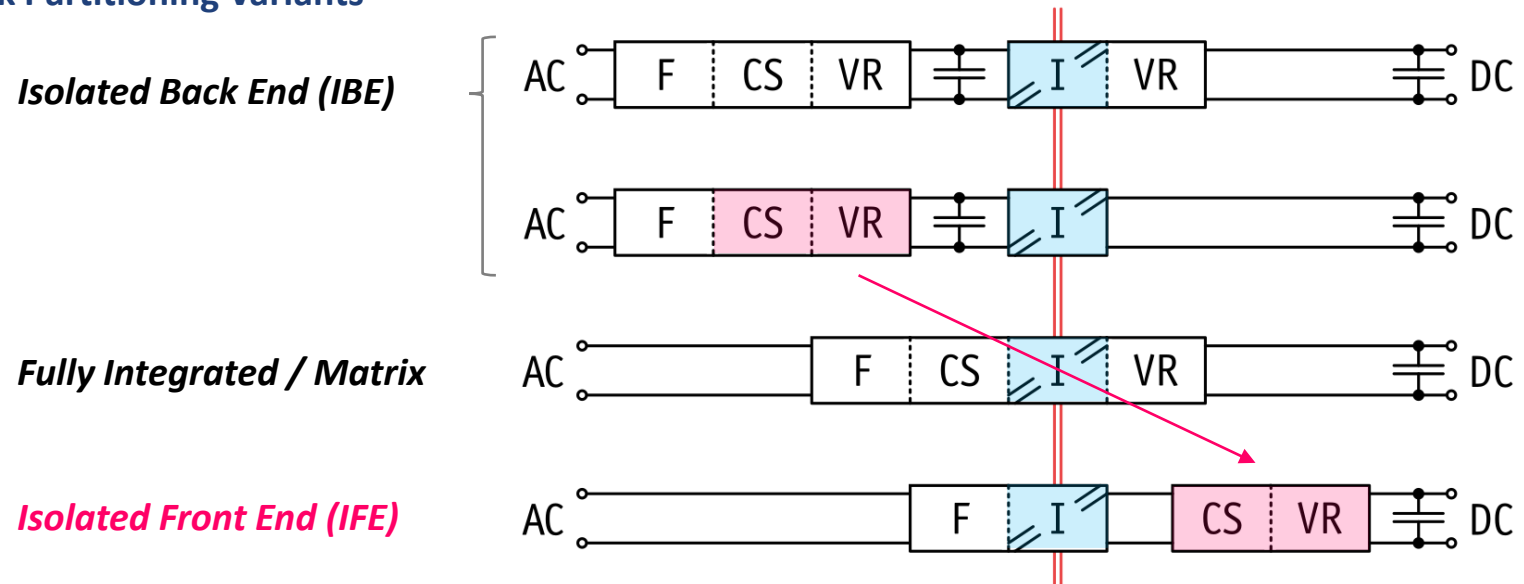 k Partitioning Variants
Isolated Back End (IBE) AC F CS VR I VR DC
AC F CS VR I DC
Fully Integrated / Matrix AC F CS I VR DC
Isolated Front End (IFE) AC F I CS VR DC